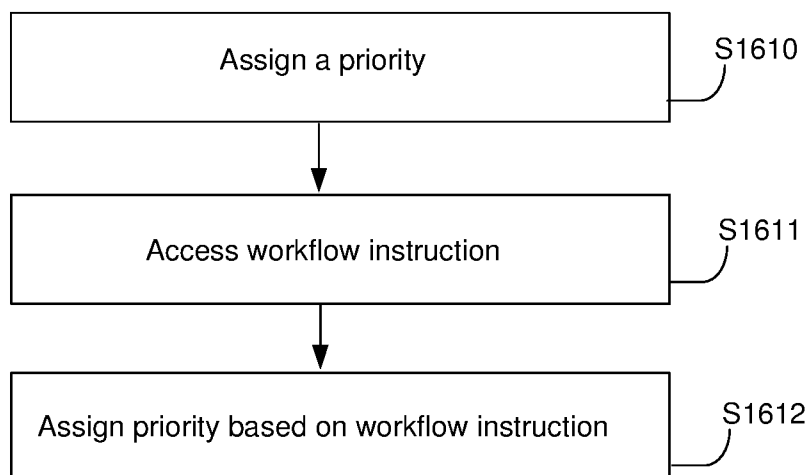 Assign a priority
S1610
Access workflow instruction
S1611
Assign priority based on workflow instruction
S1612